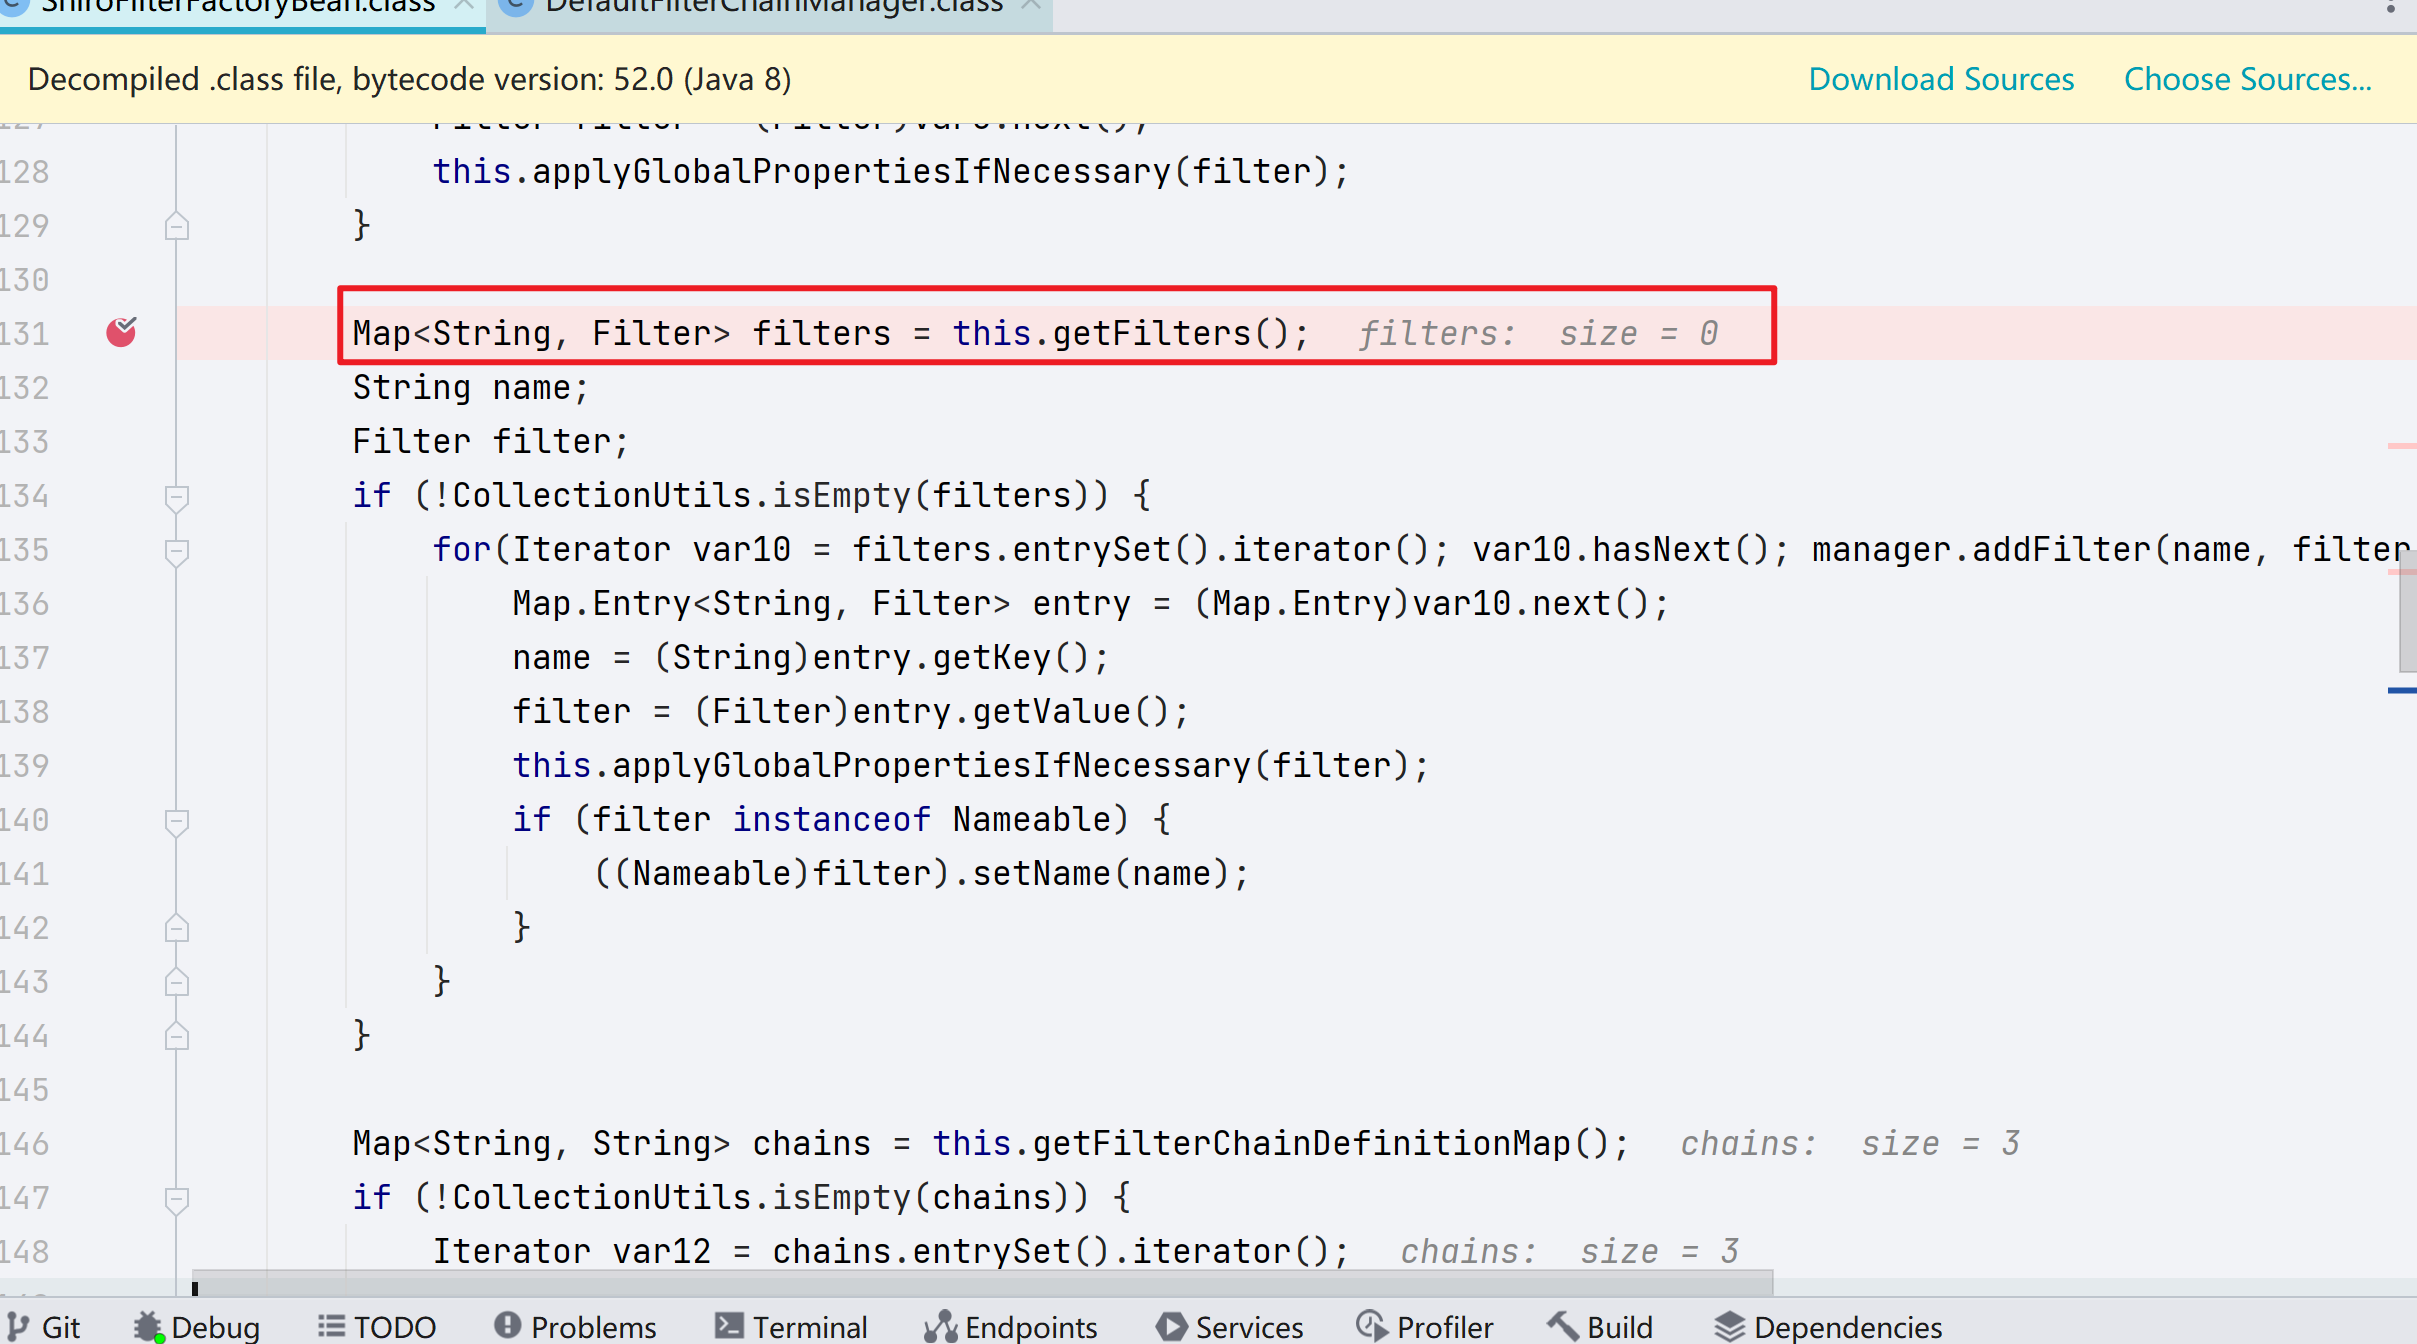 ShiroFilterFactoryBean.class DefaultFilterChainManager.class
Decompiled .class file, bytecode version: 52.0 (Java 8) Download Sources Choose Sources...
127 Filter filter = (Filter)var6.next();
128 this.applyGlobalPropertiesIfNecessary(filter);
129 }
130
131 Map<String, Filter> filters = this.getFilters(); filters: size = 0
132 String name;
133 Filter filter;
134 if (!CollectionUtils.isEmpty(filters)) {
135 for(Iterator var10 = filters.entrySet().iterator(); var10.hasNext(); manager.addFilter(name, filter
136 Map.Entry<String, Filter> entry = (Map.Entry)var10.next();
137 name = (String)entry.getKey();
138 filter = (Filter)entry.getValue();
139 this.applyGlobalPropertiesIfNecessary(filter);
140 if (filter instanceof Nameable) {
141 ((Nameable)filter).setName(name);
142 }
143 }
144 }
145
146 Map<String, String> chains = this.getFilterChainDefinitionMap(); chains: size = 3
147 if (!CollectionUtils.isEmpty(chains)) {
148 Iterator var12 = chains.entrySet().iterator(); chains: size = 3
Git Debug TODO Problems Terminal Endpoints Services Profiler Build Dependencies